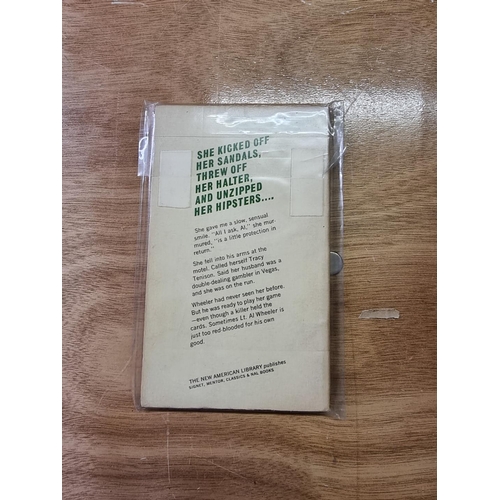 SHE KICKED OFF
HER SANDALS,
THREW OFF
HER HALTER,
AND UNZIPPED
HER HIPSTERS....
She gave me a slow, sensual
smile. "All I ask, Al," she mur-
mured, "is a little protection in
return."
She fell into his arms at the
motel. Called herself Tracy
Tenison. Said her husband was a
double-dealing gambler in Vegas,
and she was on the run.
Wheeler had never seen her before.
But he was ready to play her game
—even though a killer held the
cards. Sometimes Lt. Al Wheeler is
just too red blooded for his own
good.
THE NEW AMERICAN LIBRARY publishes
SIGNET, MENTOR, CLASSICS & NAL BOOKS